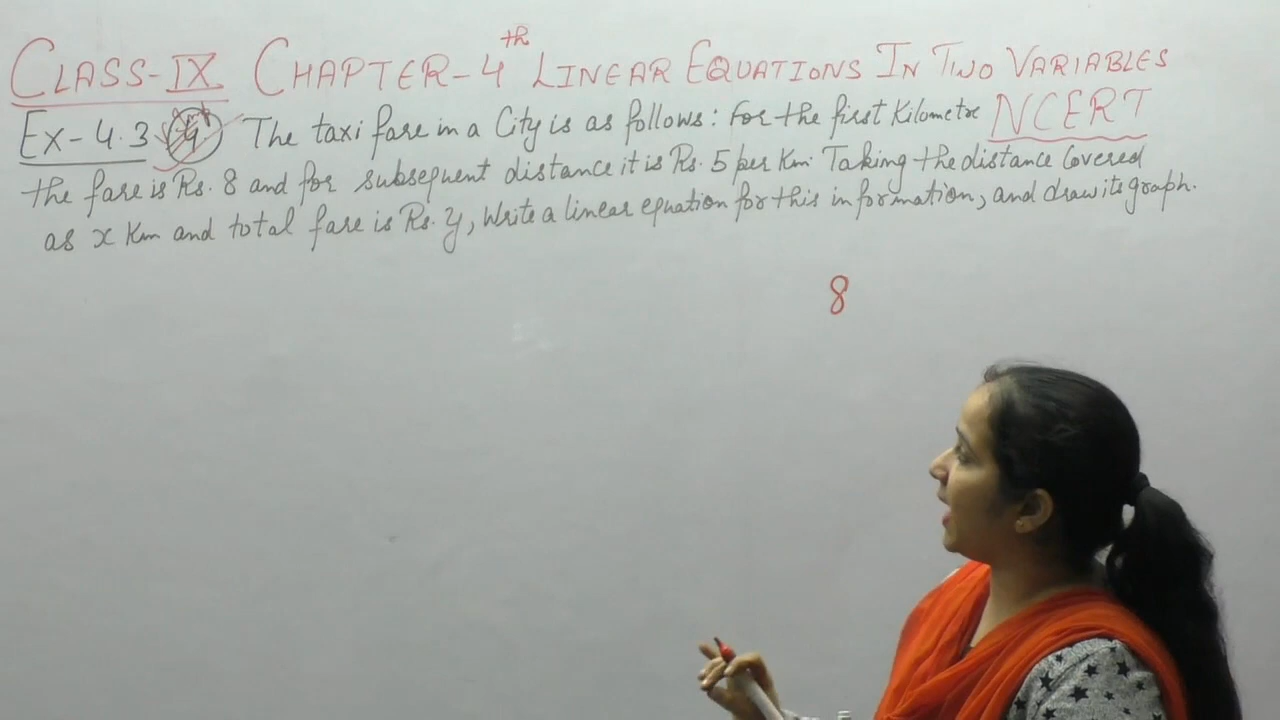 CLASS-IX CHAPTER-4th LINEAR EQUATIONS IN TWO VARIABLES
Ex-4.3 The taxi fare in a City is as follows: For the first Kilometre NCERT
the fare is Rs. 8 and for subsequent distance it is Rs. 5 per Km. Taking the distance Covered
as x Km and total fare is Rs. y, Write a linear equation for this information, and draw its graph.
8